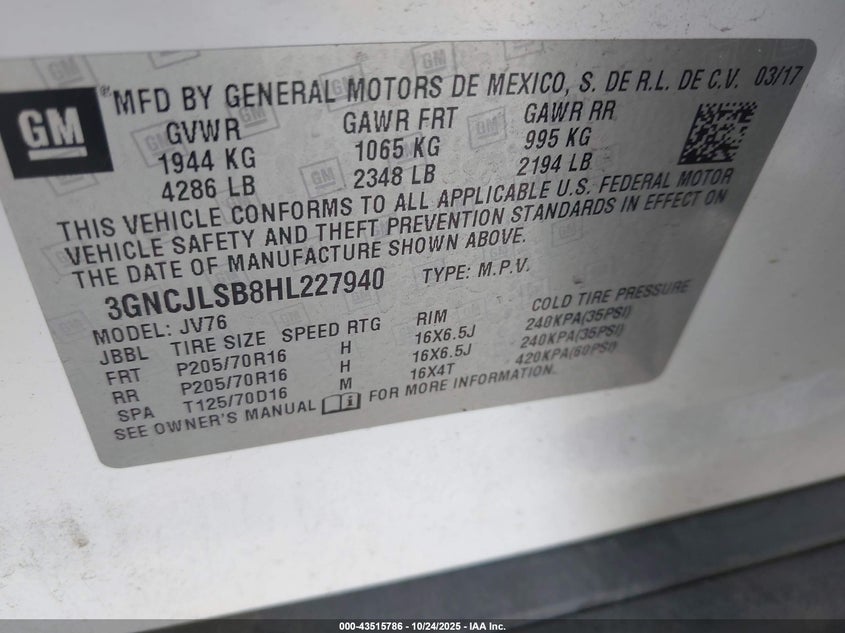 GM
®MFD BY GENERAL MOTORS DE MEXICO, S. DE R.L. DE C.V. 03/17
GVWR GAWR FRT GAWR RR
1944 KG 1065 KG 995 KG
4286 LB 2348 LB 2194 LB
THIS VEHICLE CONFORMS TO ALL APPLICABLE U.S. FEDERAL MOTOR
VEHICLE SAFETY AND THEFT PREVENTION STANDARDS IN EFFECT ON
THE DATE OF MANUFACTURE SHOWN ABOVE.
3GNCJLSB8HL227940 TYPE: M.P.V.
MODEL: JV76
JBBL TIRE SIZE SPEED RTG RIM COLD TIRE PRESSURE
FRT P205/70R16 H 16X6.5J 240KPA(35PSI)
RR P205/70R16 H 16X6.5J 240KPA(35PSI)
SPA T125/70D16 M 16X4T 420KPA(60PSI)
SEE OWNER'S MANUAL FOR MORE INFORMATION.
000-43515786 - 10/24/2025 - IAA Inc.